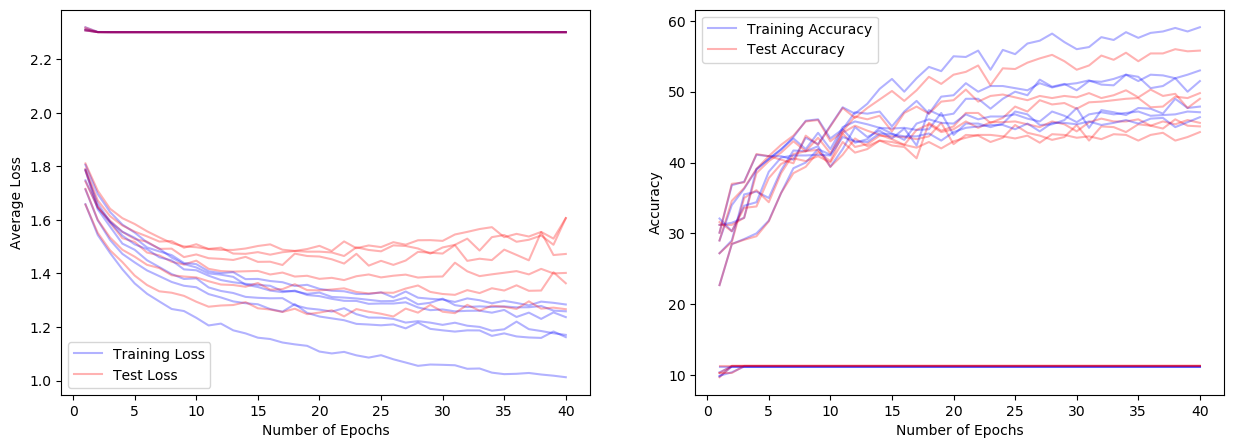 2.2
2.0
1.8
1.6
1.4
1.2
1.0
Average Loss
Training Loss
Test Loss
0 5 10 15 20 25 30 35 40
Number of Epochs
60
50
40
30
20
10
Accuracy
Training Accuracy
Test Accuracy
0 5 10 15 20 25 30 35 40
Number of Epochs